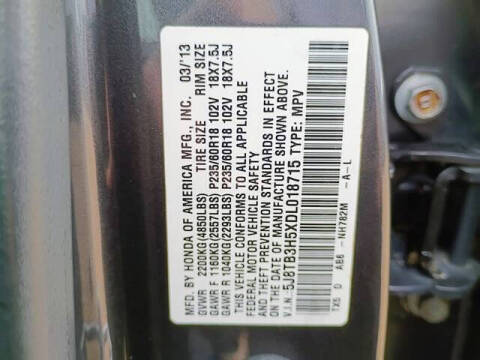 MFD. BY HONDA OF AMERICA MFG., INC. 03/'13
TIRE SIZE RIM SIZE
GVWR 2200KG(4850LBS)
GAWR F 1160KG(2557LBS) P235/60R18 102V 18X7.5J
GAWR R 1040KG(2293LBS) P235/60R18 102V 18X7.5J
THIS VEHICLE CONFORMS TO ALL APPLICABLE
FEDERAL MOTOR VEHICLE SAFETY
AND THEFT PREVENTION STANDARDS IN EFFECT
ON THE DATE OF MANUFACTURE SHOWN ABOVE.
V.I.N.: 5J8TB3H5XDL018715 TYPE: MPV
TX5 D AB6 -NH782M -A-L